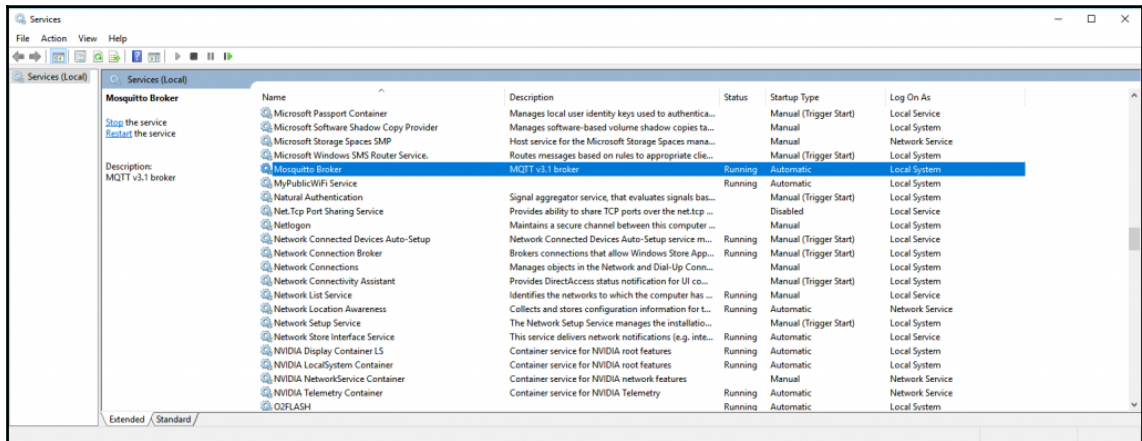 Services
File Action View Help
Services (Local)
Services (Local)
Mosquitto Broker
Stop the service
Restart the service
Description:
MQTT v3.1 broker
Name Description Status Startup Type Log On As
Microsoft Passport Container Manages local user identity keys used to authentica... Manual (Trigger Start) Local Service
Microsoft Software Shadow Copy Provider Manages software-based volume shadow copies ta... Manual Local System
Microsoft Storage Spaces SMP Host service for the Microsoft Storage Spaces mana... Manual Network Service
Microsoft Windows SMS Router Service. Routes messages based on rules to appropriate clie... Manual (Trigger Start) Local System
Mosquitto Broker MQTT v3.1 broker Running Automatic Local System
MyPublicWiFi Service Running Automatic Local System
Natural Authentication Signal aggregator service, that evaluates signals bas... Manual (Trigger Start) Local System
Net.Tcp Port Sharing Service Provides ability to share TCP ports over the net.tcp ... Disabled Local Service
Netlogon Maintains a secure channel between this computer ... Manual Local System
Network Connected Devices Auto-Setup Network Connected Devices Auto-Setup service m... Running Manual (Trigger Start) Local Service
Network Connection Broker Brokers connections that allow Windows Store App... Running Manual (Trigger Start) Local System
Network Connections Manages objects in the Network and Dial-Up Conn... Manual Local System
Network Connectivity Assistant Provides DirectAccess status notification for UI co... Manual (Trigger Start) Local System
Network List Service Identifies the networks to which the computer has ... Running Manual Local Service
Network Location Awareness Collects and stores configuration information for t... Running Automatic Network Service
Network Setup Service The Network Setup Service manages the installatio... Manual (Trigger Start) Local System
Network Store Interface Service This service delivers network notifications (e.g. inte... Running Automatic Local Service
NVIDIA Display Container LS Container service for NVIDIA root features Running Automatic Local System
NVIDIA LocalSystem Container Container service for NVIDIA root features Running Automatic Local System
NVIDIA NetworkService Container Container service for NVIDIA network features Manual Network Service
NVIDIA Telemetry Container Container service for NVIDIA Telemetry Running Automatic Network Service
O2FLASH Running Automatic Local System
Extended Standard